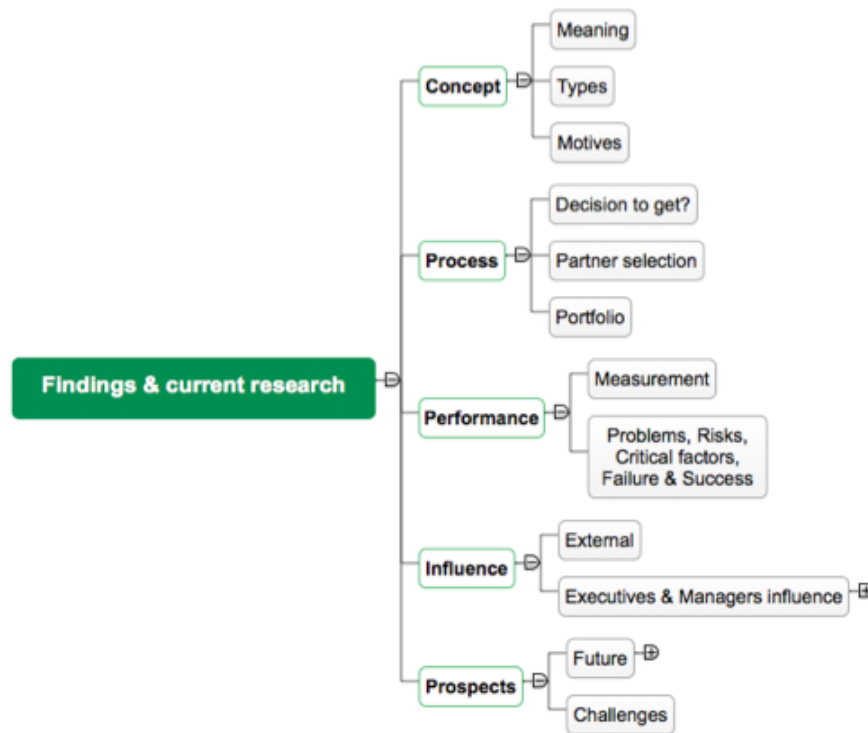 Findings & current research
Concept
Meaning
Types
Motives
Process
Decision to get?
Partner selection
Portfolio
Performance
Measurement
Problems, Risks,
Critical factors,
Failure & Success
Influence
External
Executives & Managers influence
Prospects
Future
Challenges